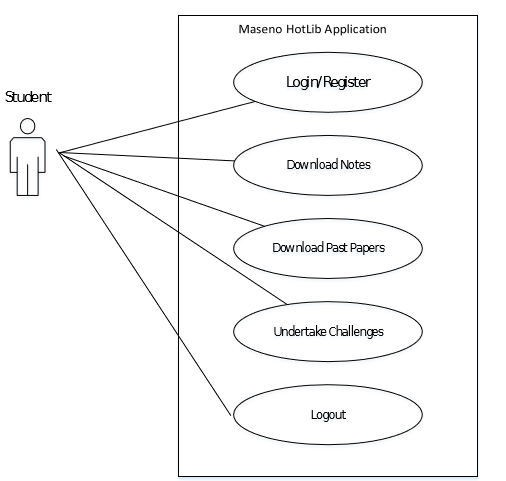 Maseno HotLib Application
Login/Register
Student
Download Notes
Download Past Papers
Undertake Challenges
Logout